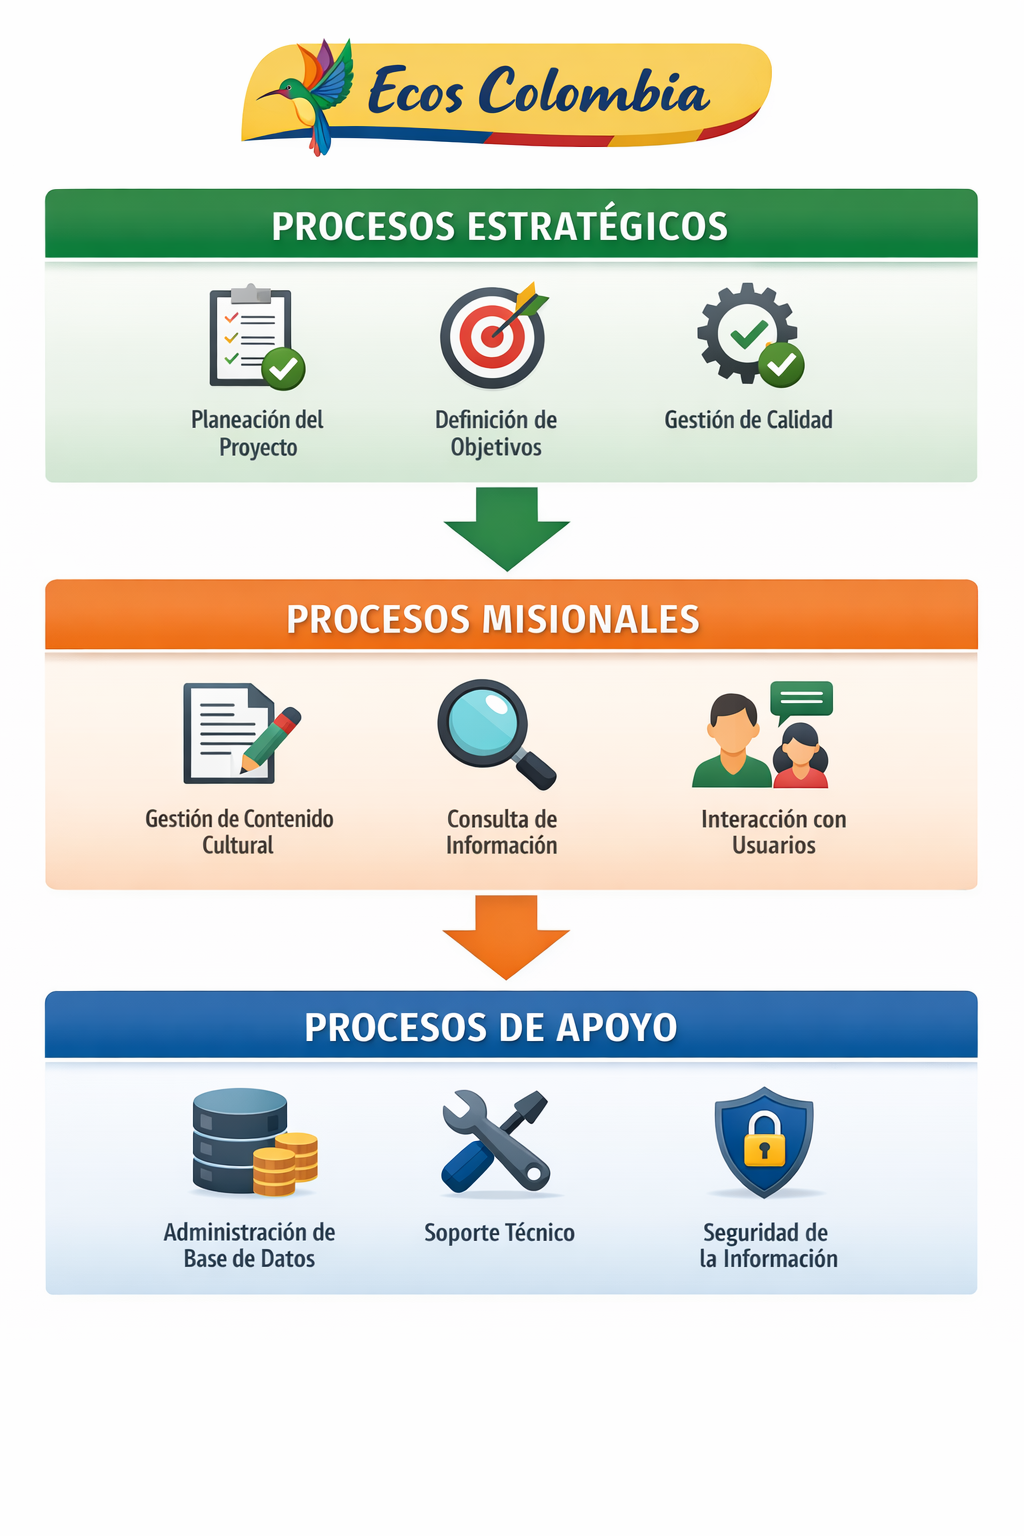 Ecos Colombia
PROCESOS ESTRATÉGICOS
Planeación del
Proyecto
Definición de
Objetivos
Gestión de Calidad
PROCESOS MISIONALES
Gestión de Contenido
Cultural
Consulta de
Información
Interacción con
Usuarios
PROCESOS DE APOYO
Administración de
Base de Datos
Soporte Técnico
Seguridad de
la Información